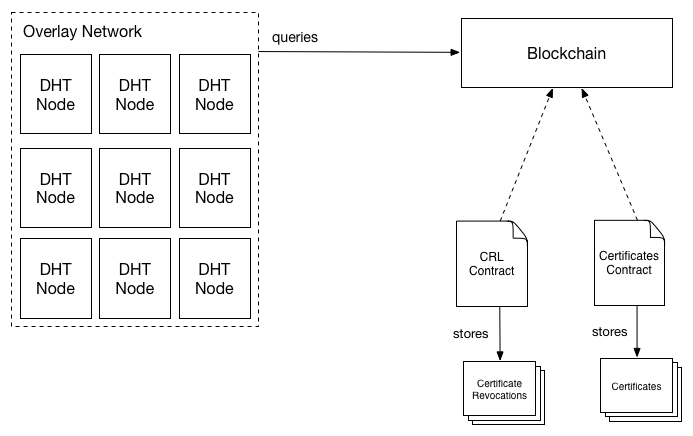 Overlay Network
queries
Blockchain
DHT
Node
DHT
Node
DHT
Node
DHT
Node
DHT
Node
DHT
Node
DHT
Node
DHT
Node
DHT
Node
CRL
Contract
Certificates
Contract
stores
stores
Certificate
Revocations
Certificates